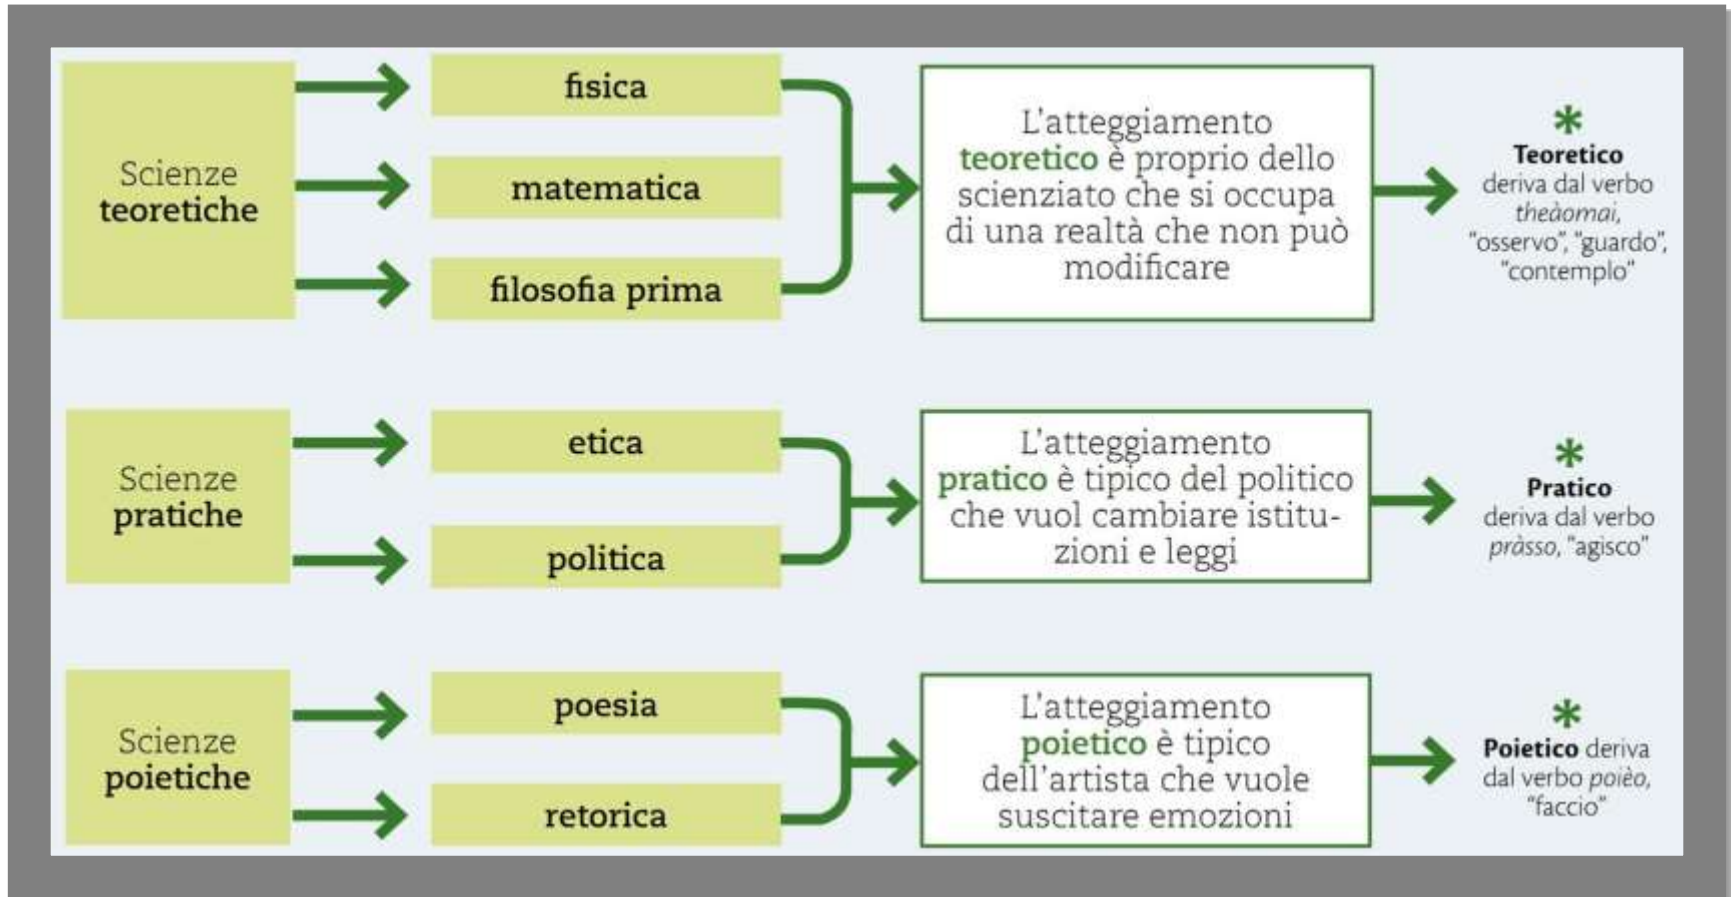 Scienze
teoretiche
fisica
matematica
filosofia prima
L'atteggiamento
teoretico è proprio dello
scienziato che si occupa
di una realtà che non può
modificare
*
Teoretico
deriva dal verbo
theàomai,
"osservo", "guardo",
"contemplo"
Scienze
pratiche
etica
politica
L'atteggiamento
pratico è tipico del politico
che vuol cambiare istitu-
zioni e leggi
*
Pratico
deriva dal verbo
pràsso, "agisco"
Scienze
poietiche
poesia
retorica
L'atteggiamento
poietico è tipico
dell'artista che vuole
suscitare emozioni
*
Poietico deriva
dal verbo poièo,
"faccio"